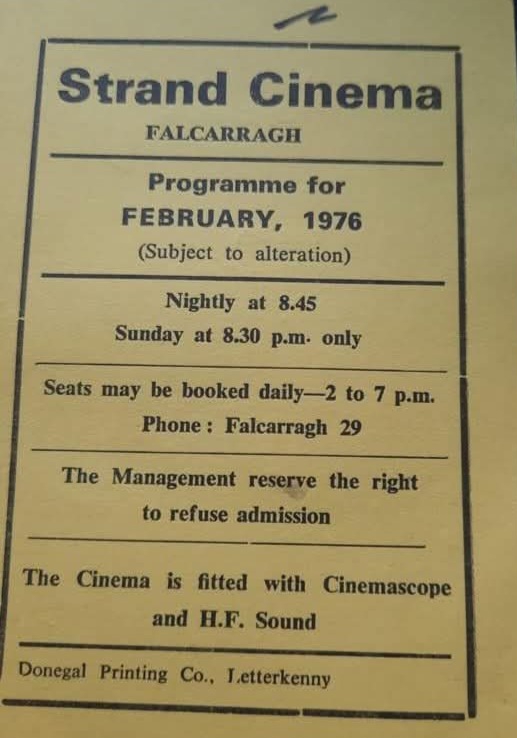 Strand Cinema
FALCARRAGH
Programme for
FEBRUARY, 1976
(Subject to alteration)
Nightly at 8.45
Sunday at 8.30 p.m. only
Seats may be booked daily—2 to 7 p.m.
Phone : Falcarragh 29
The Management reserve the right
to refuse admission
The Cinema is fitted with Cinemascope
and H.F. Sound
Donegal Printing Co., Letterkenny